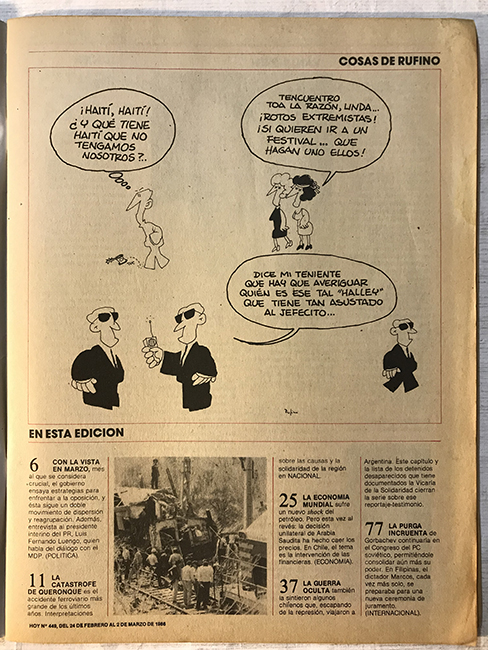 COSAS DE RUFINO
¡HAITÍ, HAITÍ!
¿Y QUÉ TIENE
HAITÍ QUE NO
TENGAMOS
NOSOTROS?..
TENCUENTRO
TOA LA RAZÓN, LINDA...
¡ROTOS EXTREMISTAS!
¡SI QUIEREN IR A UN
FESTIVAL... QUE
HAGAN UNO ELLOS!
DICE MI TENIENTE
QUE HAY QUE AVERIGUAR
QUIÉN ES ESE TAL "HALLEY"
QUE TIENE TAN ASUSTADO
AL JEFECITO...
Rufino
EN ESTA EDICION
6 CON LA VISTA
EN MARZO, mes
al que se considera
crucial, el gobierno
ensaya estrategias para
enfrentar a la oposición, y
ésta sigue un doble
movimiento de dispersión
y reagrupación. Además,
entrevista al presidente
interino del PR, Luis
Fernando Luengo, quien
habla del diálogo con el
MDP. (POLITICA).
11 LA
CATASTROFE
DE QUERONQUE es el
accidente ferroviario más
grande de los últimos
años: Interpretaciones
sobre las causas y la
solidaridad de la región
en NACIONAL.
25 LA ECONOMIA
MUNDIAL sufre
un nuevo shock del
petróleo. Pero esta vez al
revés: la decisión
unilateral de Arabia
Saudita ha hecho caer los
precios. En Chile, el tema
es la intervención de las
financieras. (ECONOMIA).
37 LA GUERRA
OCULTA también
la sintieron algunos
chilenos que, escapando
de la represión, viajaron a
Argentina. Este capítulo y
la lista de los detenidos
desaparecidos que tiene
documentados la Vicaría
de la Solidaridad cierran
la serie sobre ese
reportaje-testimonio.
77 LA PURGA
INCRUENTA de
Gorbachev continuaría en
el Congreso del PC
soviético, permitiéndole
consolidar aún más su
poder. En Filipinas, el
dictador Marcos, cada
vez más solo, se
preparaba para una
nueva ceremonia de
juramento.
(INTERNACIONAL).
HOY Nº 449, DEL 24 DE FEBRERO AL 2 DE MARZO DE 1986